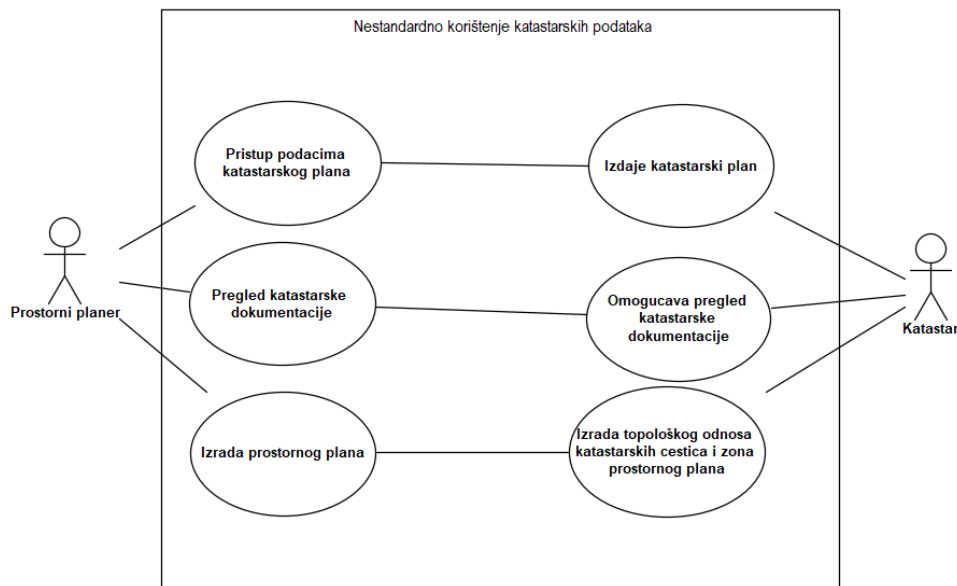 Nestandardno korištenje katastarskih podataka
Pristup podacima
katastarskog plana
Izdaje katastarski plan
Prostorni planer
Pregled katastarske
dokumentacije
Omogucava pregled
katastarske
dokumentacije
Katastar
Izrada prostornog plana
Izrada topološkog odnosa
katastarskih cestica i zona
prostornog plana